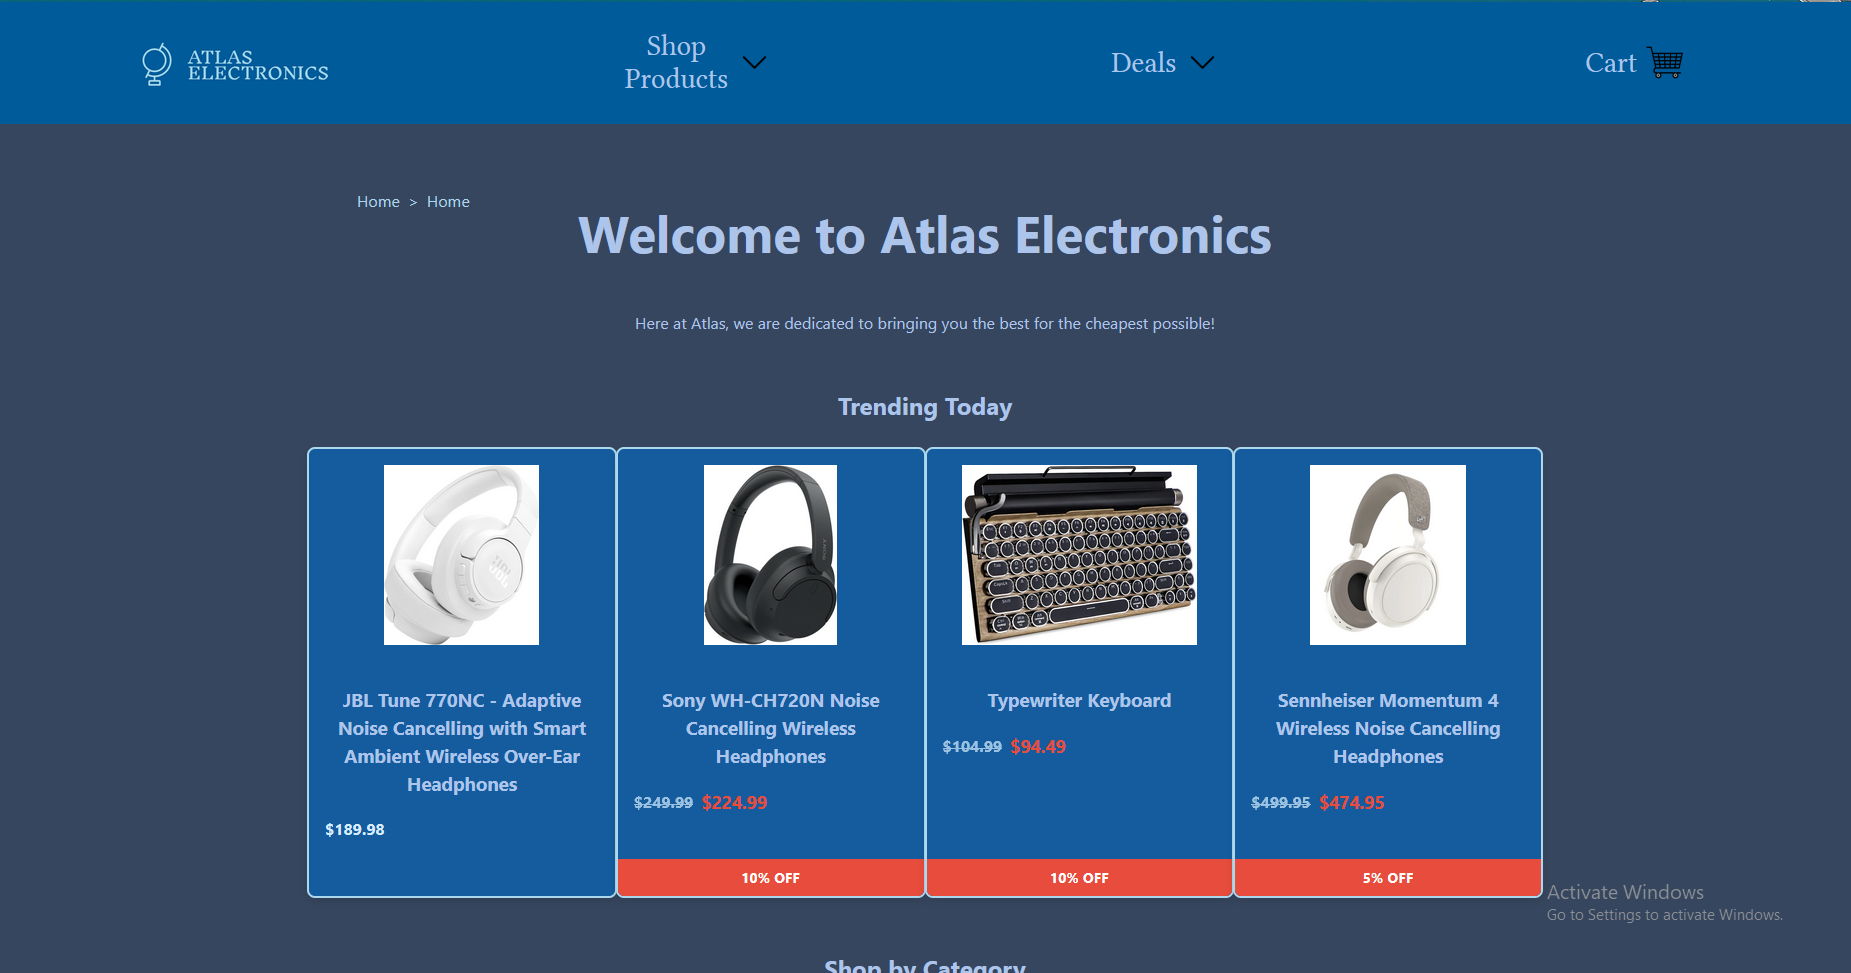 ATLAS
ELECTRONICS
Shop
Products
Deals
Cart
Home > Home
Welcome to Atlas Electronics
Here at Atlas, we are dedicated to bringing you the best for the cheapest possible!
Trending Today
JBL
JBL Tune 770NC - Adaptive
Noise Cancelling with Smart
Ambient Wireless Over-Ear
Headphones
$189.98
SONY
Sony WH-CH720N Noise
Cancelling Wireless
Headphones
$249.99 $224.99
10% OFF
Typewriter Keyboard
$104.99 $94.49
10% OFF
Sennheiser Momentum 4
Wireless Noise Cancelling
Headphones
$499.95 $474.95
5% OFF
Activate Windows
Go to Settings to activate Windows.
Shop by Category